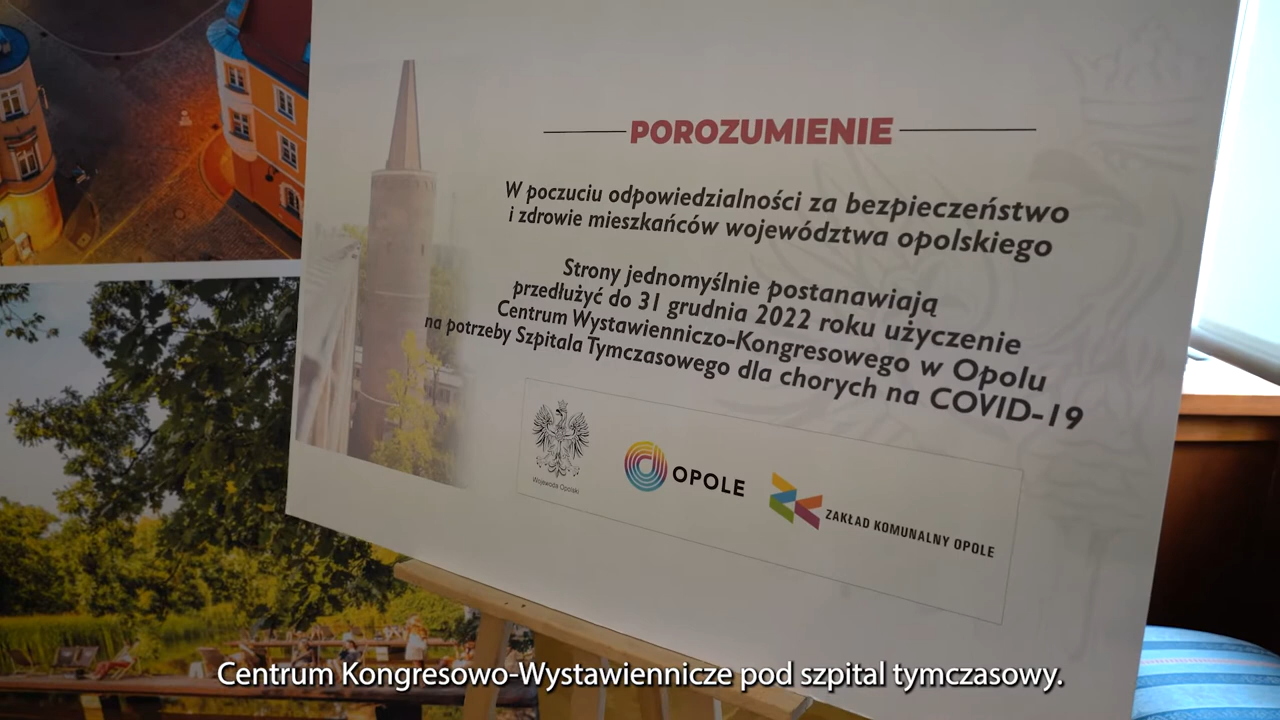 POROZUMIENIE
W poczuciu odpowiedzialności za bezpieczeństwo
i zdrowie mieszkańców województwa opolskiego
Strony jednomyślnie postanawiają
przedłużyć do 31 grudnia 2022 roku użyczenie
Centrum Wystawienniczo-Kongresowego w Opolu
na potrzeby Szpitala Tymczasowego dla chorych na COVID-19
Wojewoda Opolski
OPOLE
ZAKŁAD KOMUNALNY OPOLE
Centrum Kongresowo-Wystawiennicze pod szpital tymczasowy.